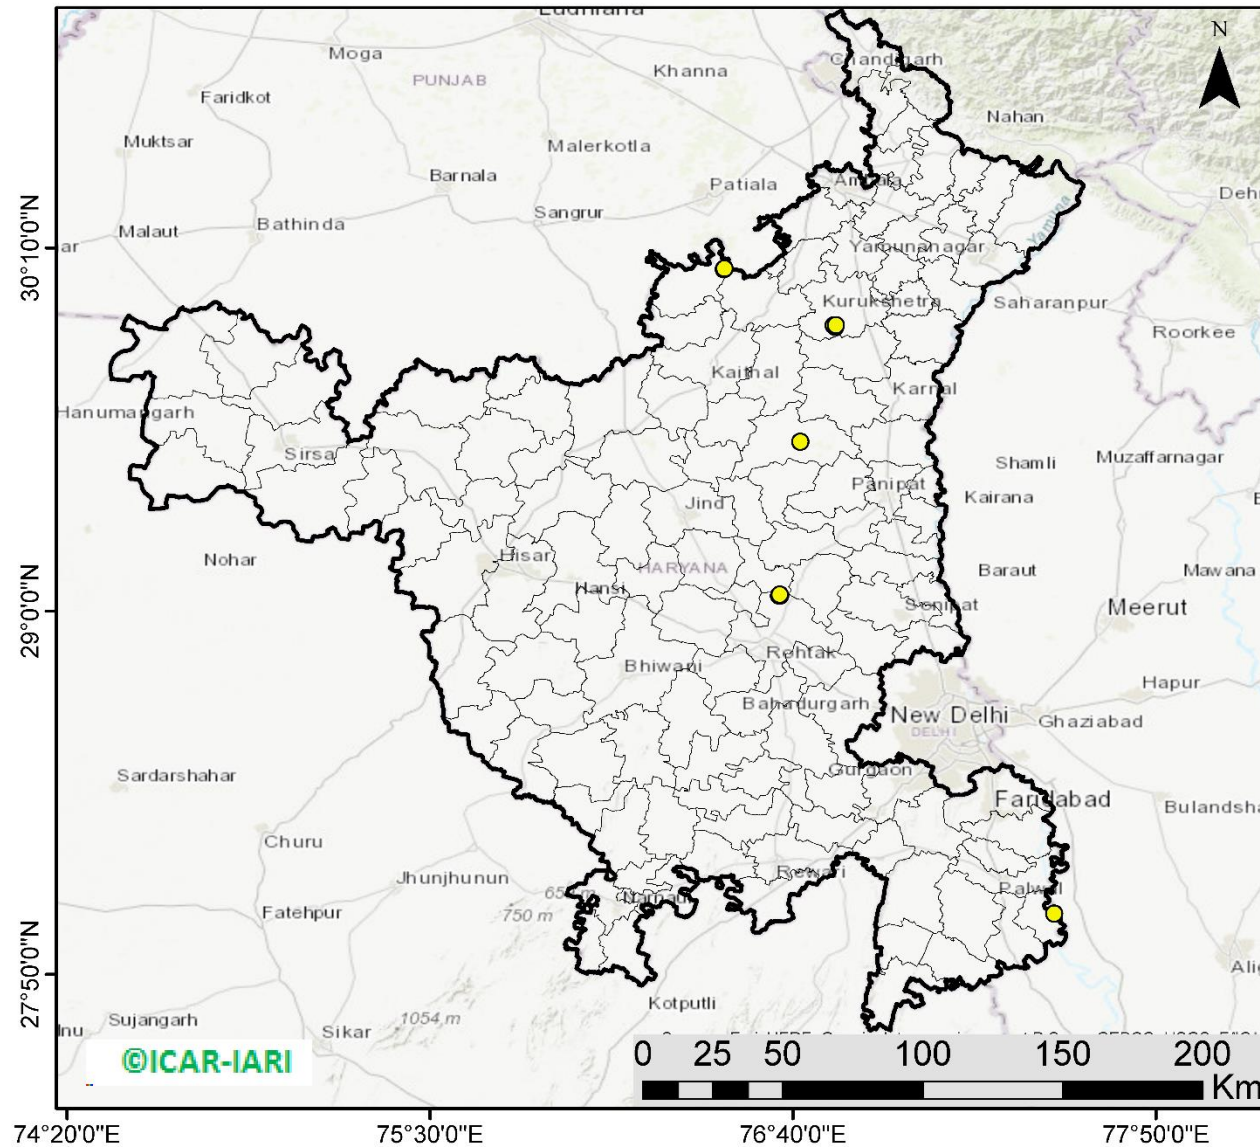 Ludhiana
N
Moga
Chandigarh
Khanna
PUNJAB
Faridkot
Nahan
Muktsar
Malerkotla
Barnala
Patiala
Ambala
Sangrur
Bathinda
Malaut
Yamuna
Yamunanagar
30°10'0"N
Kurukshetra
Saharanpur
Roorkee
Kaithal
Karnal
Hanumangarh
Sirsa
Shamli
Muzaffarnagar
Panipat
Kairana
Jind
Nohar
Hisar
HARYANA
Baraut
Mawana
Hansi
29°0'0"N
Sonipat
Meerut
Rohtak
Bhiwani
Hapur
Bahadurgarh
New Delhi
Ghaziabad
DELHI
Gurgaon
Sardarshahar
Faridabad
Bulandsha
Churu
Rewari
Jhunjhunun
Palwal
Narnaul
750 m
Fatehpur
27°50'0"N
Kotputli
Sujangarh
1054 m
Sikar
©ICAR-IARI
0 25 50 100 150 200
Km
74°20'0"E 75°30'0"E 76°40'0"E 77°50'0"E